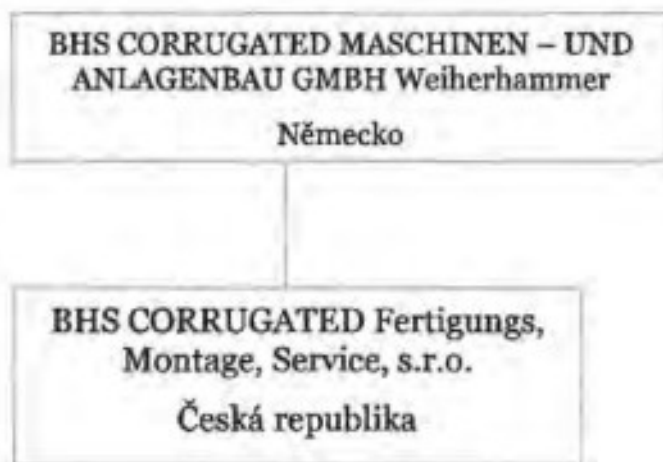 BHS CORRUGATED MASCHINEN – UND
ANLAGENBAU GMBH Weiherhammer
Německo
BHS CORRUGATED Fertigungs,
Montage, Service, s.r.o.
Česká republika